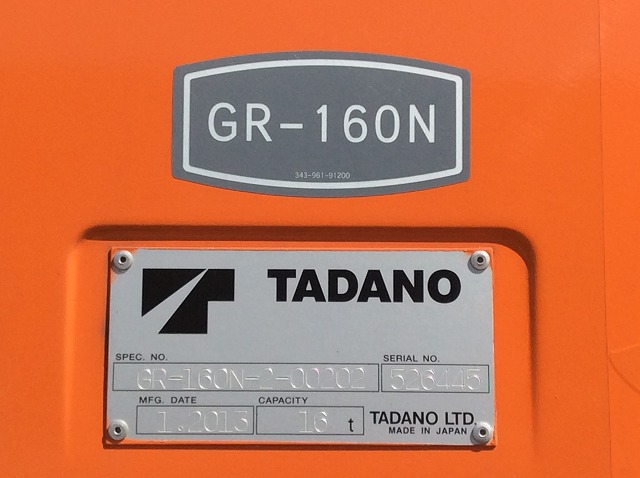 GR-160N
343-961-91200
TADANO
SPEC. NO. SERIAL NO.
GR-160N-2-00202 526445
MFG. DATE CAPACITY
1.2013 16 t TADANO LTD.
MADE IN JAPAN